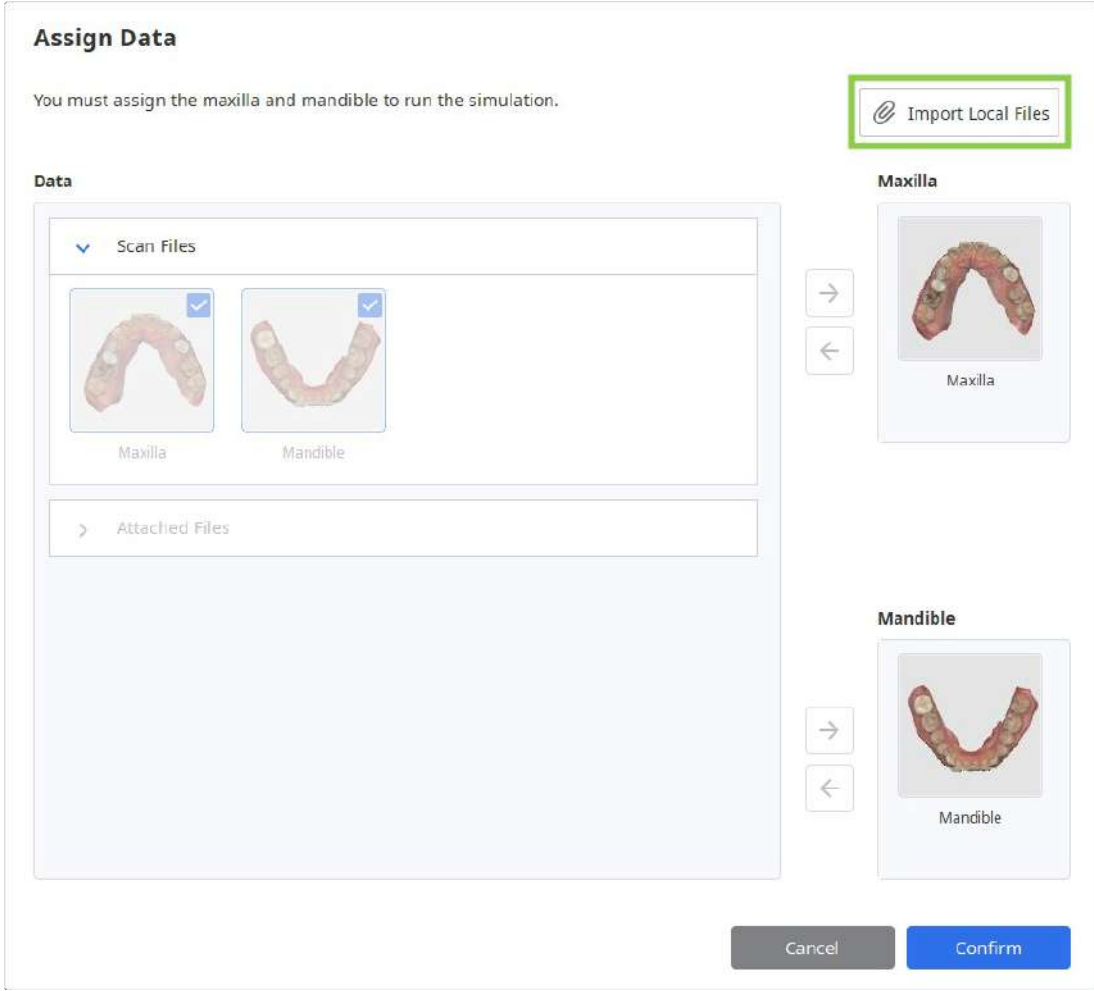 Assign Data
You must assign the maxilla and mandible to run the simulation.
Import Local Files
Data
Maxilla
Scan Files
Maxilla
Mandible
Maxilla
Attached Files
Mandible
Mandible
Cancel
Confirm